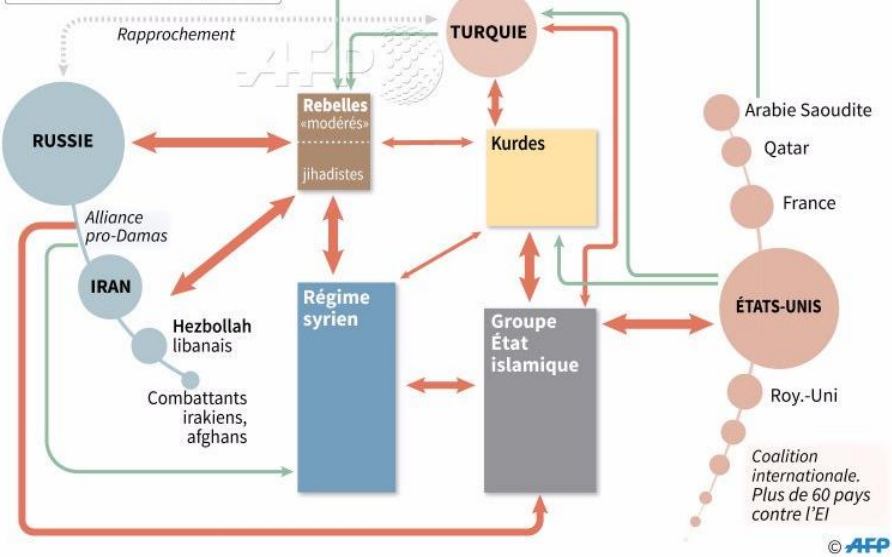 Rapprochement
AFP
TURQUIE
RUSSIE
Rebelles
«modérés»
jihadistes
Kurdes
Arabie Saoudite
Qatar
France
Alliance
pro-Damas
IRAN
Hezbollah
libanais
Combattants
irakiens,
afghans
Régime
syrien
Groupe
État
islamique
ÉTATS-UNIS
Roy.-Uni
Coalition
internationale.
Plus de 60 pays
contre l'EI
© AFP